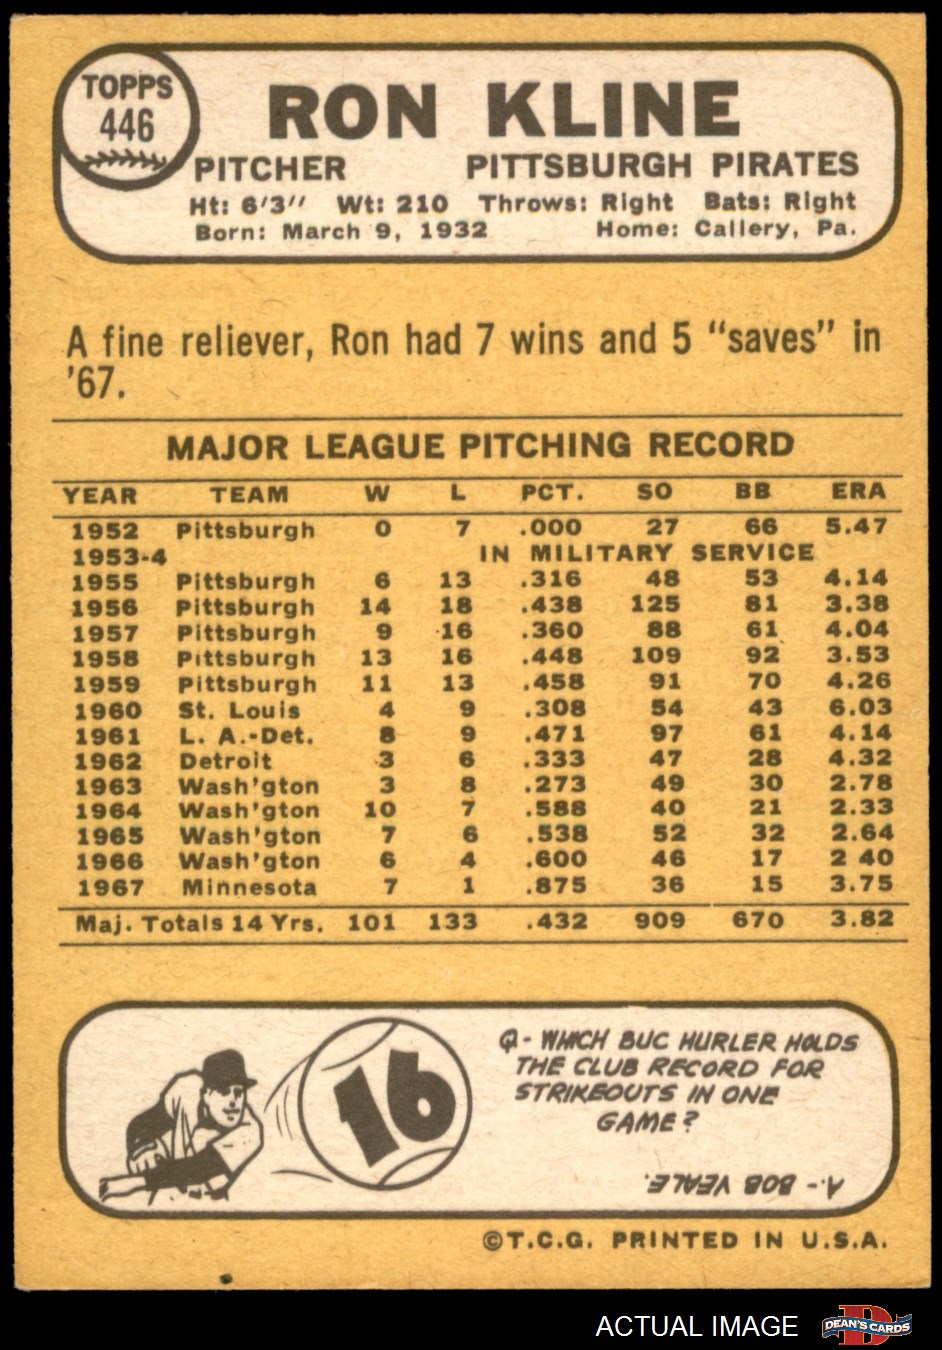 TOPPS
446
RON KLINE
PITCHER PITTSBURGH PIRATES
Ht: 6'3" Wt: 210 Throws: Right Bats: Right
Born: March 9, 1932 Home: Callery, Pa.
A fine reliever, Ron had 7 wins and 5 “saves” in
'67.
MAJOR LEAGUE PITCHING RECORD
YEAR TEAM W L PCT. SO BB ERA
1952 Pittsburgh 0 7 .000 27 66 5.47
1953-4 IN MILITARY SERVICE
1955 Pittsburgh 6 13 .316 48 53 4.14
1956 Pittsburgh 14 18 .438 125 81 3.38
1957 Pittsburgh 9 16 .360 88 61 4.04
1958 Pittsburgh 13 16 .448 109 92 3.53
1959 Pittsburgh 11 13 .458 91 70 4.26
1960 St. Louis 4 9 .308 54 43 6.03
1961 L. A.-Det. 8 9 .471 97 61 4.14
1962 Detroit 3 6 .333 47 28 4.32
1963 Wash'gton 3 8 .273 49 30 2.78
1964 Wash'gton 10 7 .588 40 21 2.33
1965 Wash'gton 7 6 .538 52 32 2.64
1966 Wash'gton 6 4 .600 46 17 2 40
1967 Minnesota 7 1 .875 36 15 3.75
Maj. Totals 14 Yrs. 101 133 .432 909 670 3.82
16
Q- WHICH BUC HURLER HOLDS
THE CLUB RECORD FOR
STRIKEOUTS IN ONE
GAME?
A.- BOB VEALE.
©T.C.G. PRINTED IN U.S.A.
ACTUAL IMAGE
D
DEAN'S CARDS